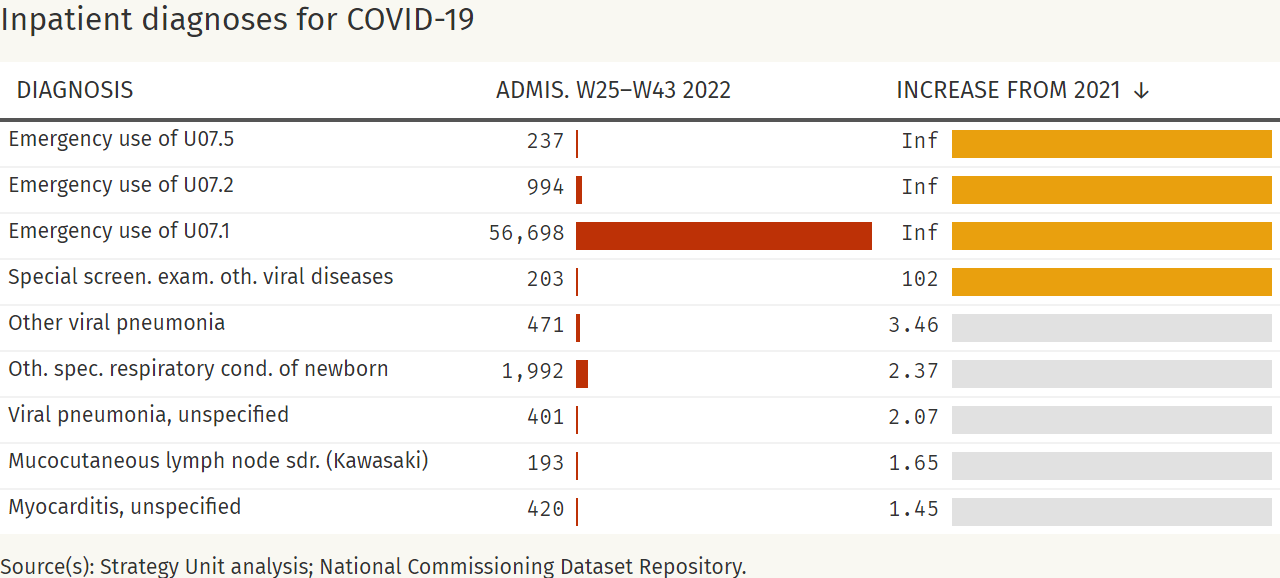 Inpatient diagnoses for COVID-19
DIAGNOSIS ADMIS. W25–W43 2022 INCREASE FROM 2021 ↓
Emergency use of U07.5 237 Inf
Emergency use of U07.2 994 Inf
Emergency use of U07.1 56,698 Inf
Special screen. exam. oth. viral diseases 203 102
Other viral pneumonia 471 3.46
Oth. spec. respiratory cond. of newborn 1,992 2.37
Viral pneumonia, unspecified 401 2.07
Mucocutaneous lymph node sdr. (Kawasaki) 193 1.65
Myocarditis, unspecified 420 1.45
Source(s): Strategy Unit analysis; National Commissioning Dataset Repository.